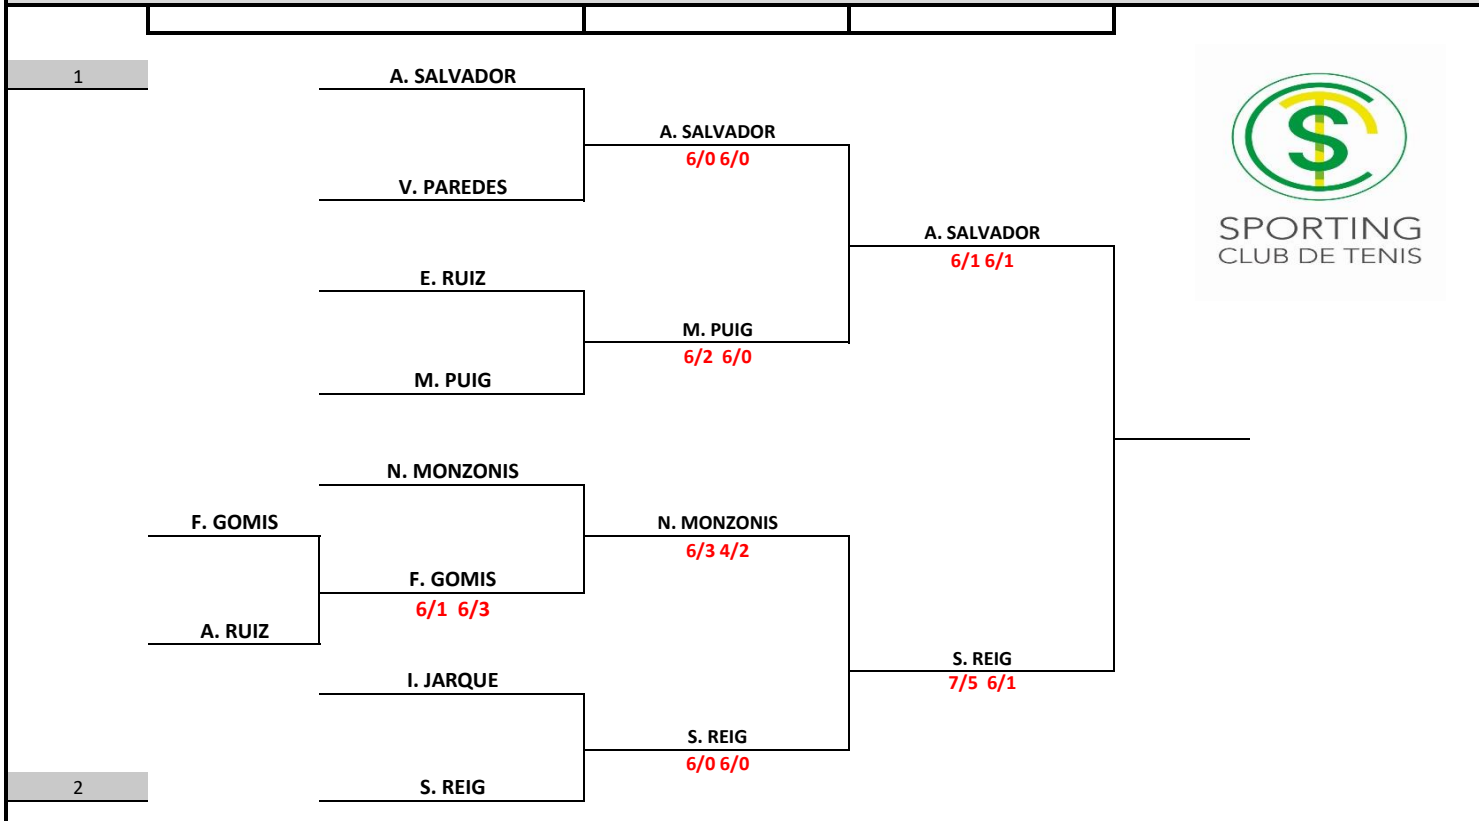 1
A. SALVADOR
A. SALVADOR
6/0 6/0
V. PAREDES
A. SALVADOR
6/1 6/1
SPORTING
CLUB DE TENIS
E. RUIZ
M. PUIG
6/2 6/0
M. PUIG
N. MONZONIS
F. GOMIS
N. MONZONIS
6/3 4/2
F. GOMIS
6/1 6/3
A. RUIZ
S. REIG
7/5 6/1
I. JARQUE
S. REIG
6/0 6/0
2
S. REIG